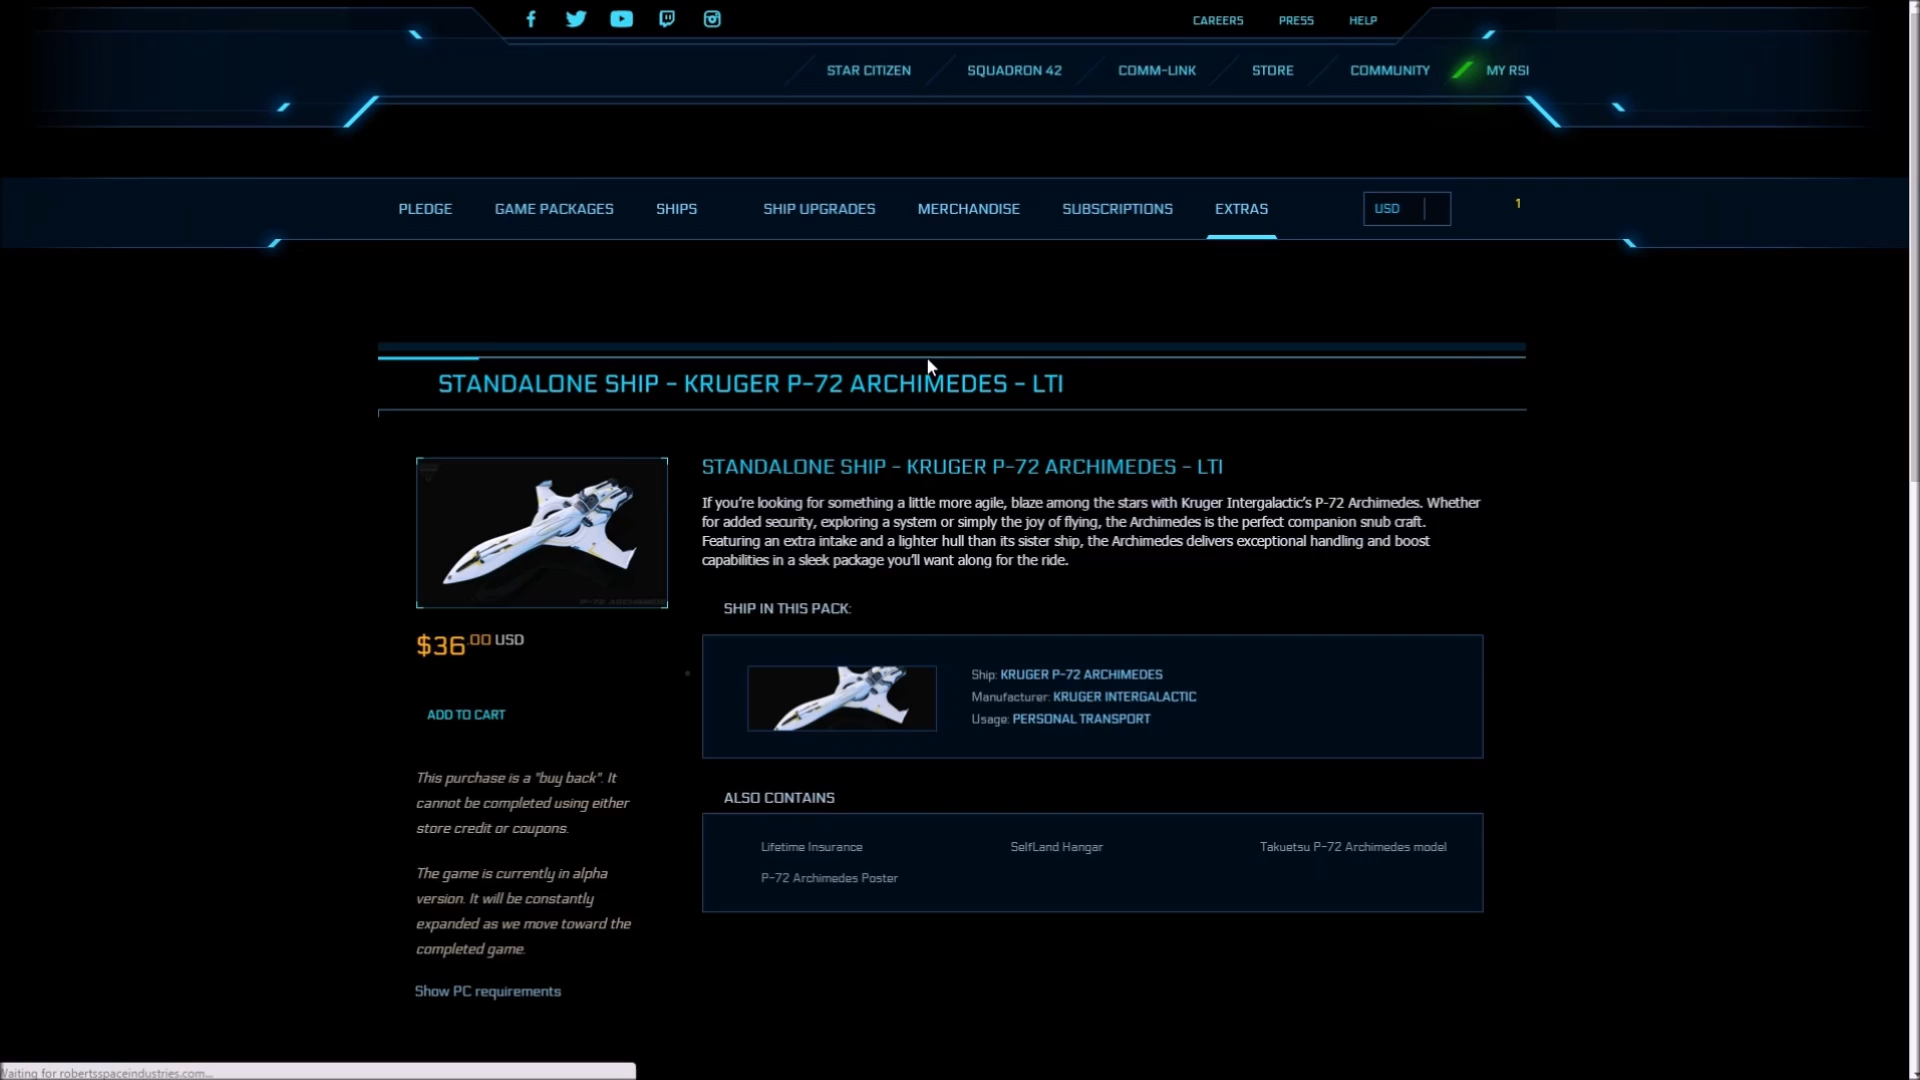 CAREERS PRESS HELP
STAR CITIZEN SQUADRON 42 COMM-LINK STORE COMMUNITY MY RSI
PLEDGE GAME PACKAGES SHIPS SHIP UPGRADES MERCHANDISE SUBSCRIPTIONS EXTRAS USD 1
STANDALONE SHIP - KRUGER P-72 ARCHIMEDES - LTI
STANDALONE SHIP - KRUGER P-72 ARCHIMEDES - LTI
If you're looking for something a little more agile, blaze among the stars with Kruger Intergalactic's P-72 Archimedes. Whether
for added security, exploring a system or simply the joy of flying, the Archimedes is the perfect companion snub craft.
Featuring an extra intake and a lighter hull than its sister ship, the Archimedes delivers exceptional handling and boost
capabilities in a sleek package you'll want along for the ride.
SHIP IN THIS PACK:
Ship: KRUGER P-72 ARCHIMEDES
Manufacturer: KRUGER INTERGALACTIC
Usage: PERSONAL TRANSPORT
ALSO CONTAINS
Lifetime Insurance SelfLand Hangar Takuetsu P-72 Archimedes model
P-72 Archimedes Poster
P-72 ARCHIMEDES
$36.00 USD
ADD TO CART
This purchase is a "buy back". It
cannot be completed using either
store credit or coupons.
The game is currently in alpha
version. It will be constantly
expanded as we move toward the
completed game.
Show PC requirements
Waiting for robertsspaceindustries.com...